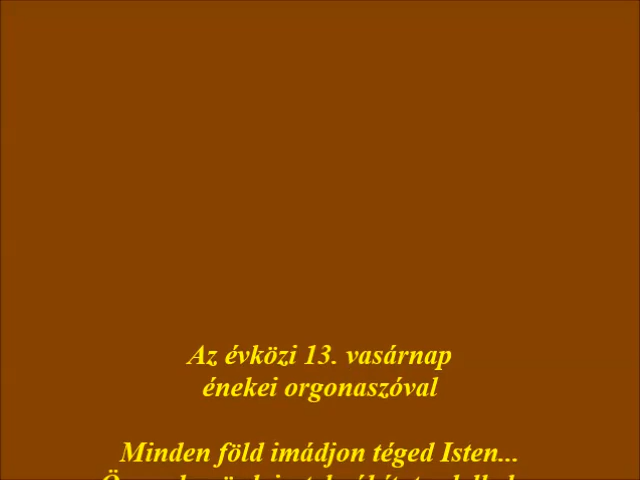 Az évközi 13. vasárnap
énekei orgonaszóval
Minden föld imádjon téged Isten...